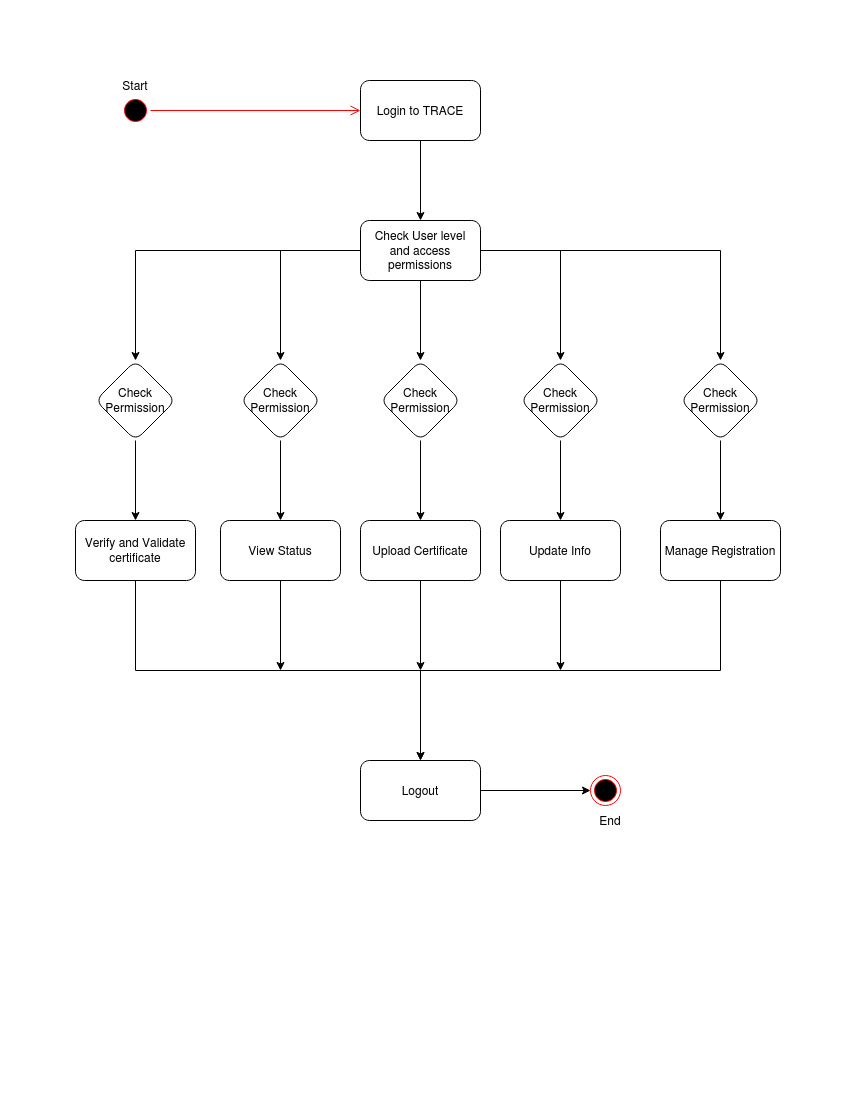 Start
Login to TRACE
Check User level
and access
permissions
Check
Permission
Check
Permission
Check
Permission
Check
Permission
Check
Permission
Verify and Validate
certificate
View Status
Upload Certificate
Update Info
Manage Registration
Logout
End